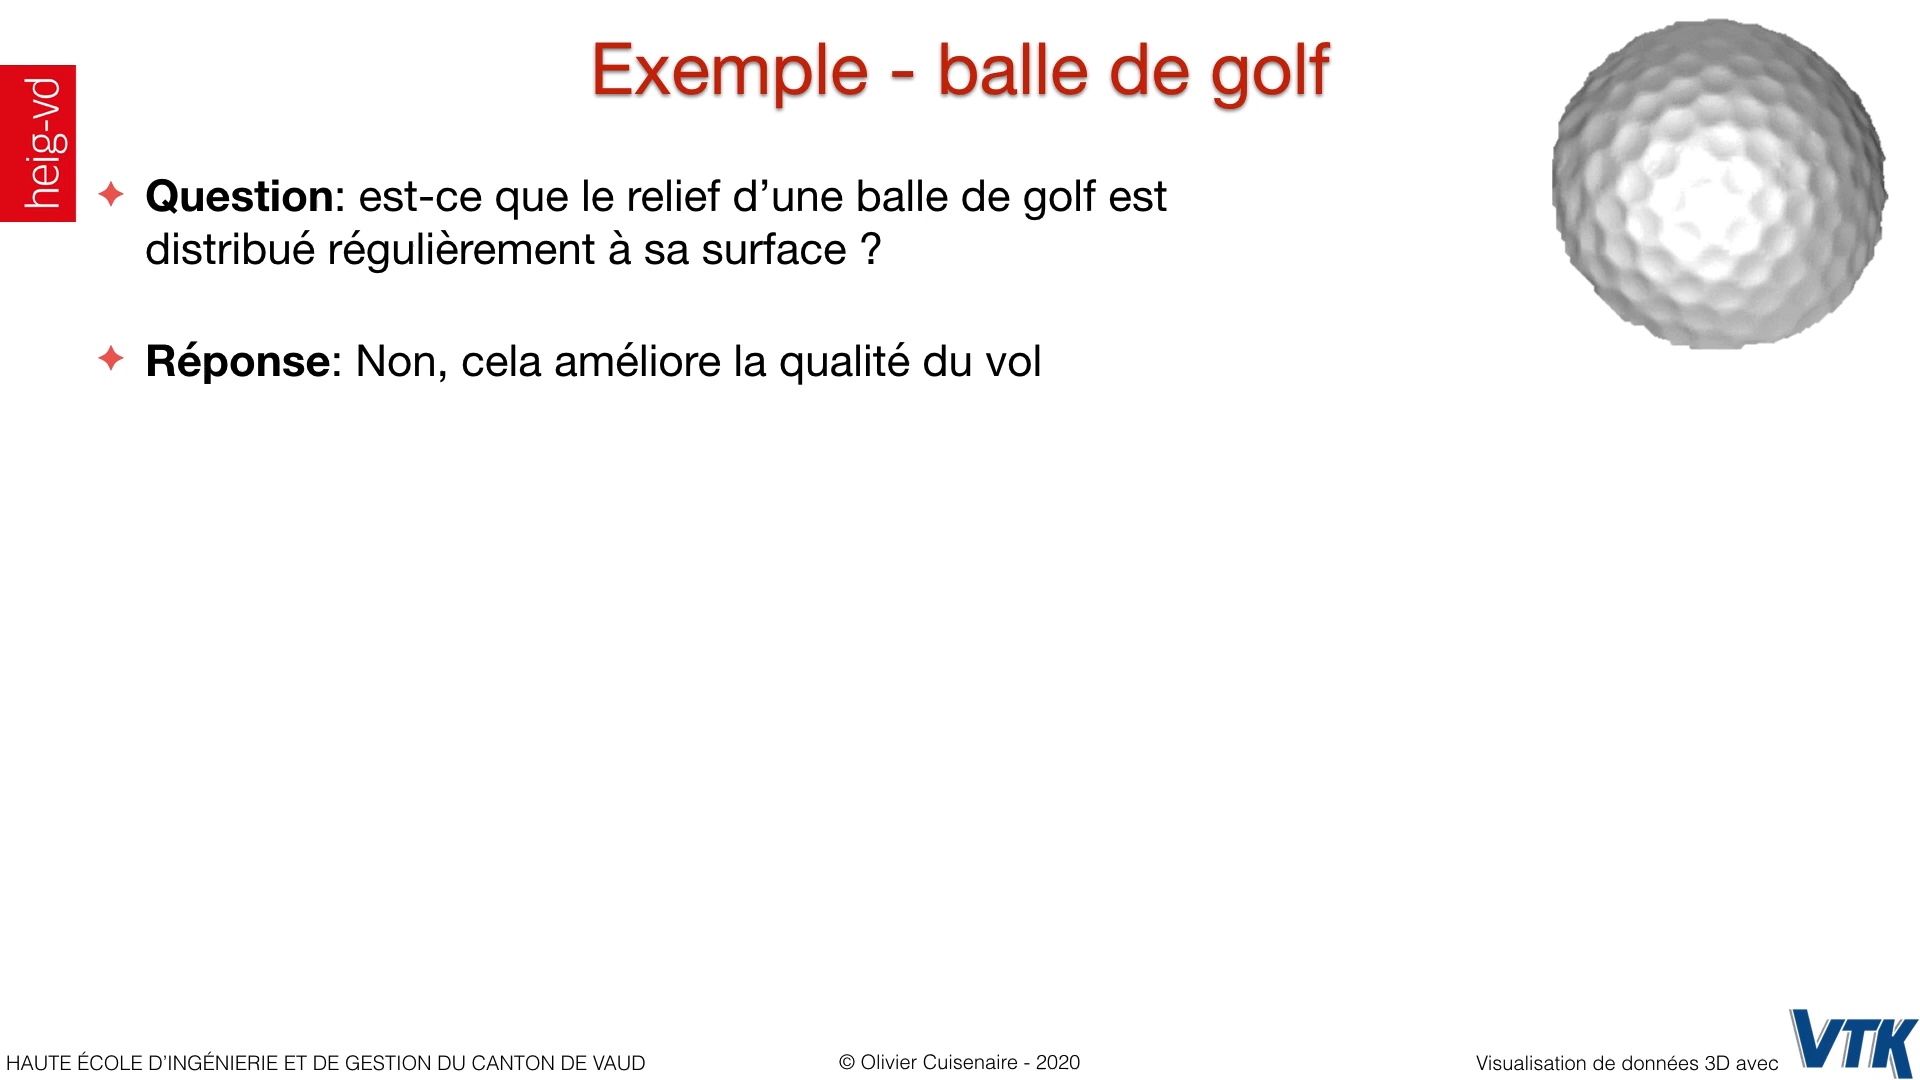 Exemple - balle de golf
heig-vd
✦ Question: est-ce que le relief d’une balle de golf est
distribué régulièrement à sa surface ?
✦ Réponse: Non, cela améliore la qualité du vol
HAUTE ÉCOLE D’INGÉNIERIE ET DE GESTION DU CANTON DE VAUD
© Olivier Cuisenaire - 2020
Visualisation de données 3D avec
VTK